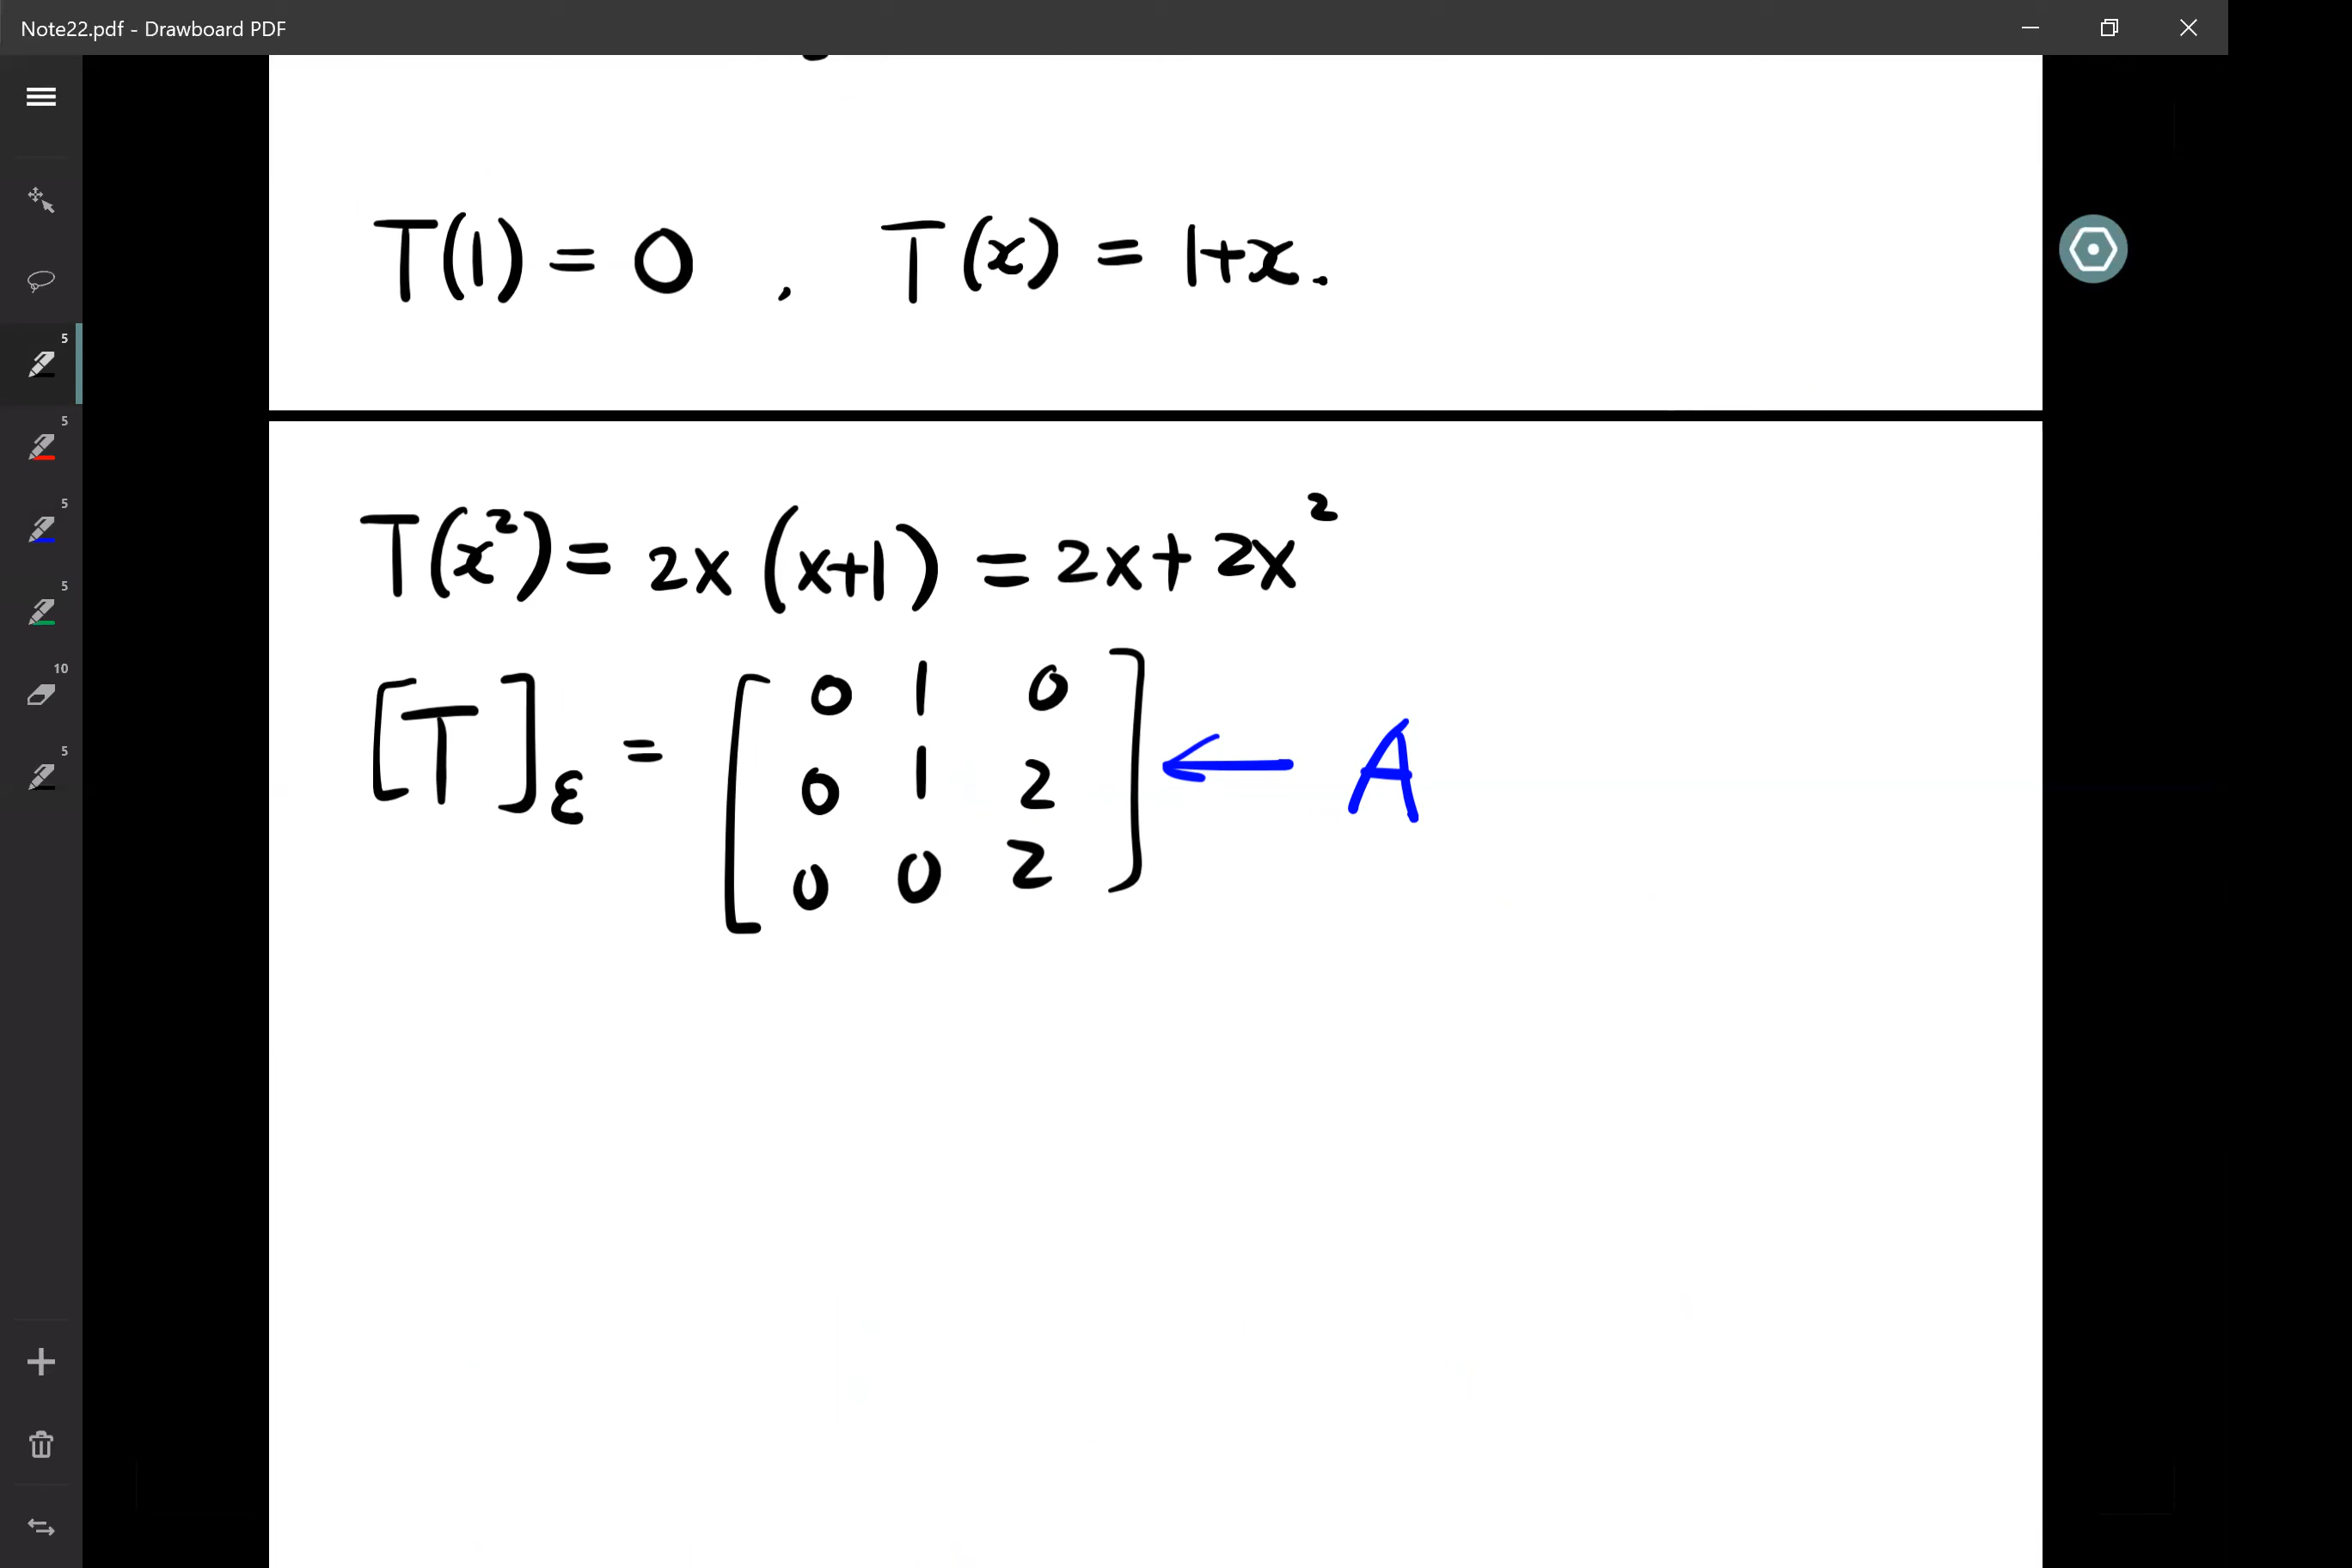 Note22.pdf - Drawboard PDF
T(1) = 0 , T(x) = 1+x.
5
5
T(x²) = 2x (x+1) = 2x+2x²
5
5
10
[T]ε = [ 0 1 0
0 1 2 ← A
0 0 2 ]
5